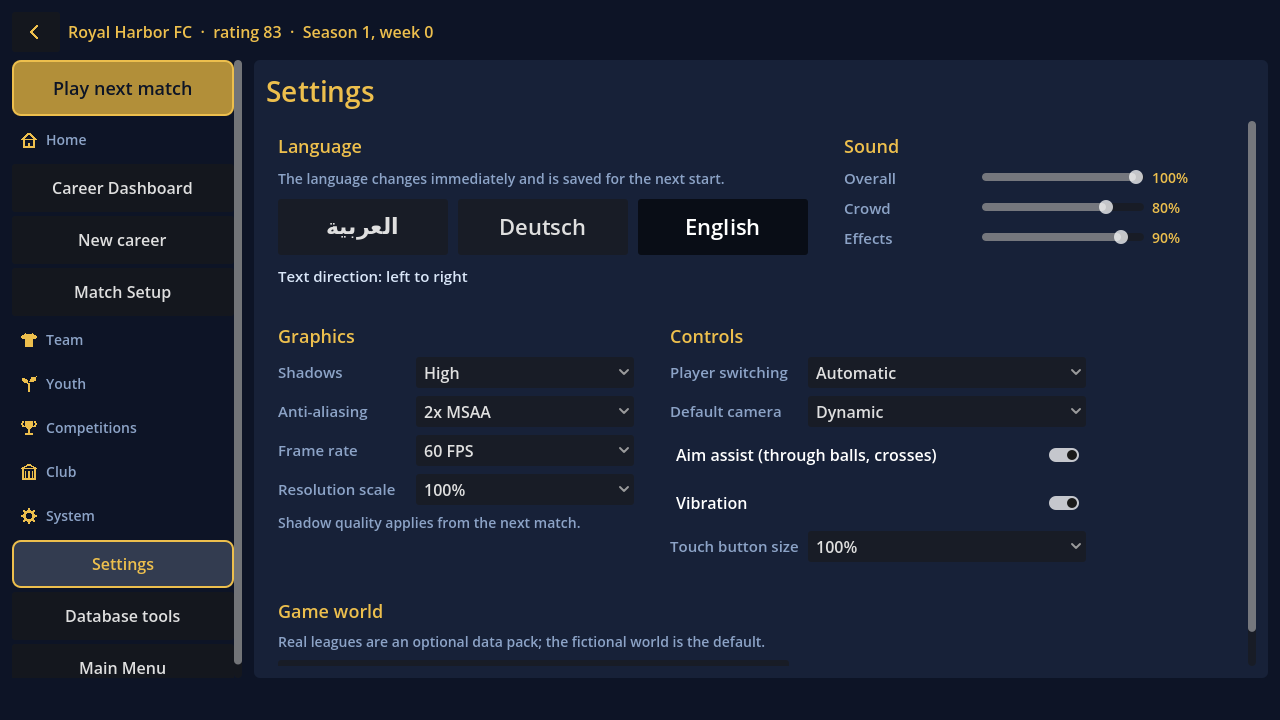 Royal Harbor FC · rating 83 · Season 1, week 0
Play next match
Home
Career Dashboard
New career
Match Setup
Team
Youth
Competitions
Club
System
Settings
Database tools
Main Menu
Settings
Language
The language changes immediately and is saved for the next start.
العربية
Deutsch
English
Text direction: left to right
Sound
Overall 100%
Crowd 80%
Effects 90%
Graphics
Shadows High
Anti-aliasing 2x MSAA
Frame rate 60 FPS
Resolution scale 100%
Shadow quality applies from the next match.
Controls
Player switching Automatic
Default camera Dynamic
Aim assist (through balls, crosses)
Vibration
Touch button size 100%
Game world
Real leagues are an optional data pack; the fictional world is the default.